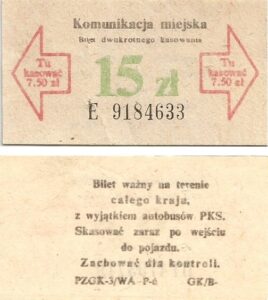 Komunikacja miejska
Bilet dwukrotnego kasowania
Tu
kasować
7.50 zł
15 zł
Tu
kasować
7.50 zł
E 9184633
Bilet ważny na terenie
całego kraju,
z wyjątkiem autobusów PKS.
Skasować zaraz po wejściu
do pojazdu.
Zachować dla kontroli.
PZGK-3/WA-P-6 GK/B-